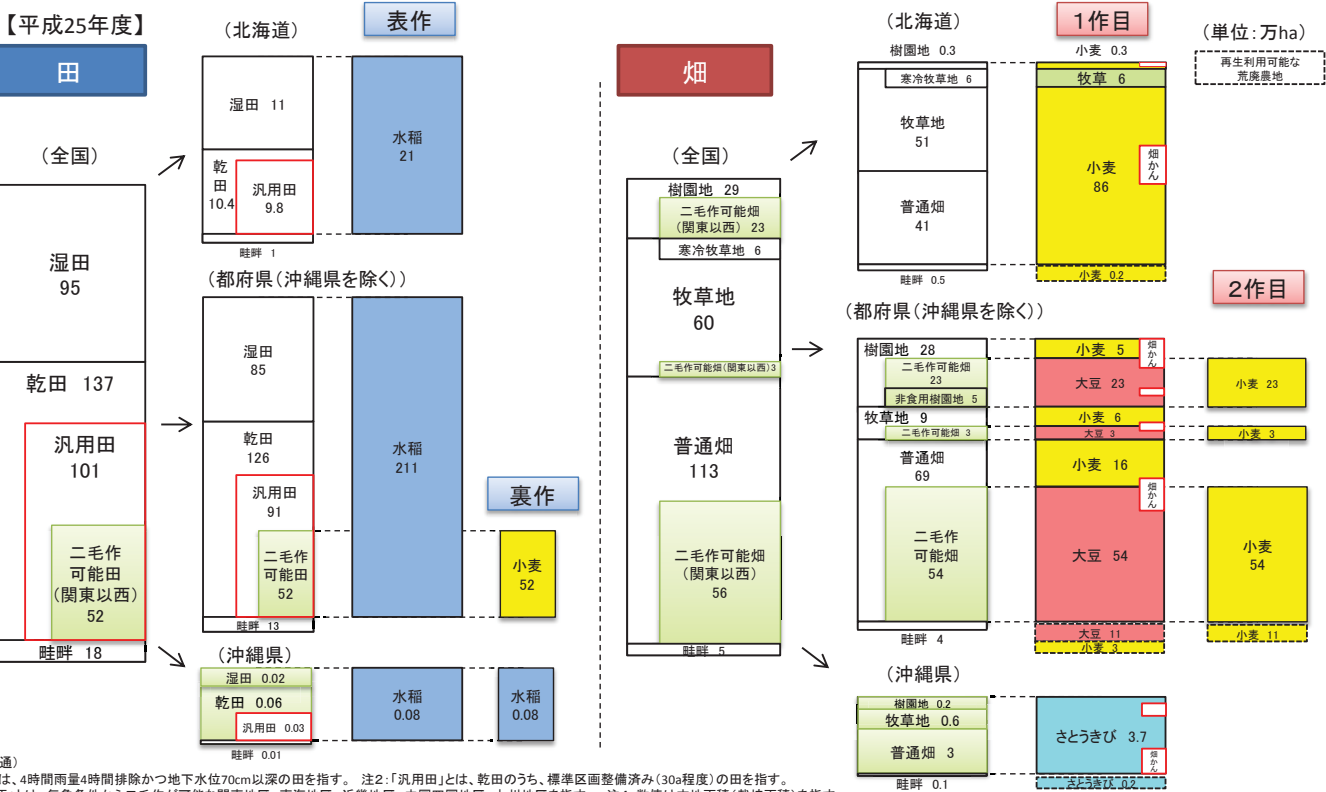 【平成25年度】
田
(全国)
湿田
95
乾田 137
汎用田
101
二毛作
可能田
(関東以西)
52
畦畔 18
(北海道)
表作
湿田 11
乾
田
10.4
汎用田
9.8
畦畔 1
水稲
21
(都府県(沖縄県を除く))
湿田
85
乾田
126
汎用田
91
二毛作
可能田
52
畦畔 13
水稲
211
裏作
小麦
52
(沖縄県)
湿田 0.02
乾田 0.06
汎用田 0.03
畦畔 0.01
水稲
0.08
水稲
0.08
畑
(全国)
樹園地 29
二毛作可能畑
(関東以西) 23
寒冷牧草地 6
牧草地
60
二毛作可能畑(関東以西)3
普通畑
113
二毛作可能畑
(関東以西)
56
畦畔 5
(北海道)
1作目
(単位:万ha)
再生利用可能な
荒廃農地
樹園地 0.3
寒冷牧草地 6
牧草地
51
普通畑
41
畦畔 0.5
小麦 0.3
牧草 6
小麦
86
畑かん
小麦 0.2
2作目
(都府県(沖縄県を除く))
樹園地 28
二毛作可能畑
23
非食用樹園地 5
牧草地 9
二毛作可能畑 3
普通畑
69
二毛作
可能畑
54
畦畔 4
小麦 5
畑かん
大豆 23
小麦 6
大豆 3
小麦 16
畑かん
大豆 54
大豆 11
小麦 3
小麦 23
小麦 3
小麦
54
小麦 11
(沖縄県)
樹園地 0.2
牧草地 0.6
普通畑 3
畦畔 0.1
さとうきび 3.7
畑かん
さとうきび 0.2
通)
は、4時間雨量4時間排除かつ地下水位70cm以深の田を指す。 注2:「汎用田」とは、乾田のうち、標準区画整備済み(30a程度)の田を指す。